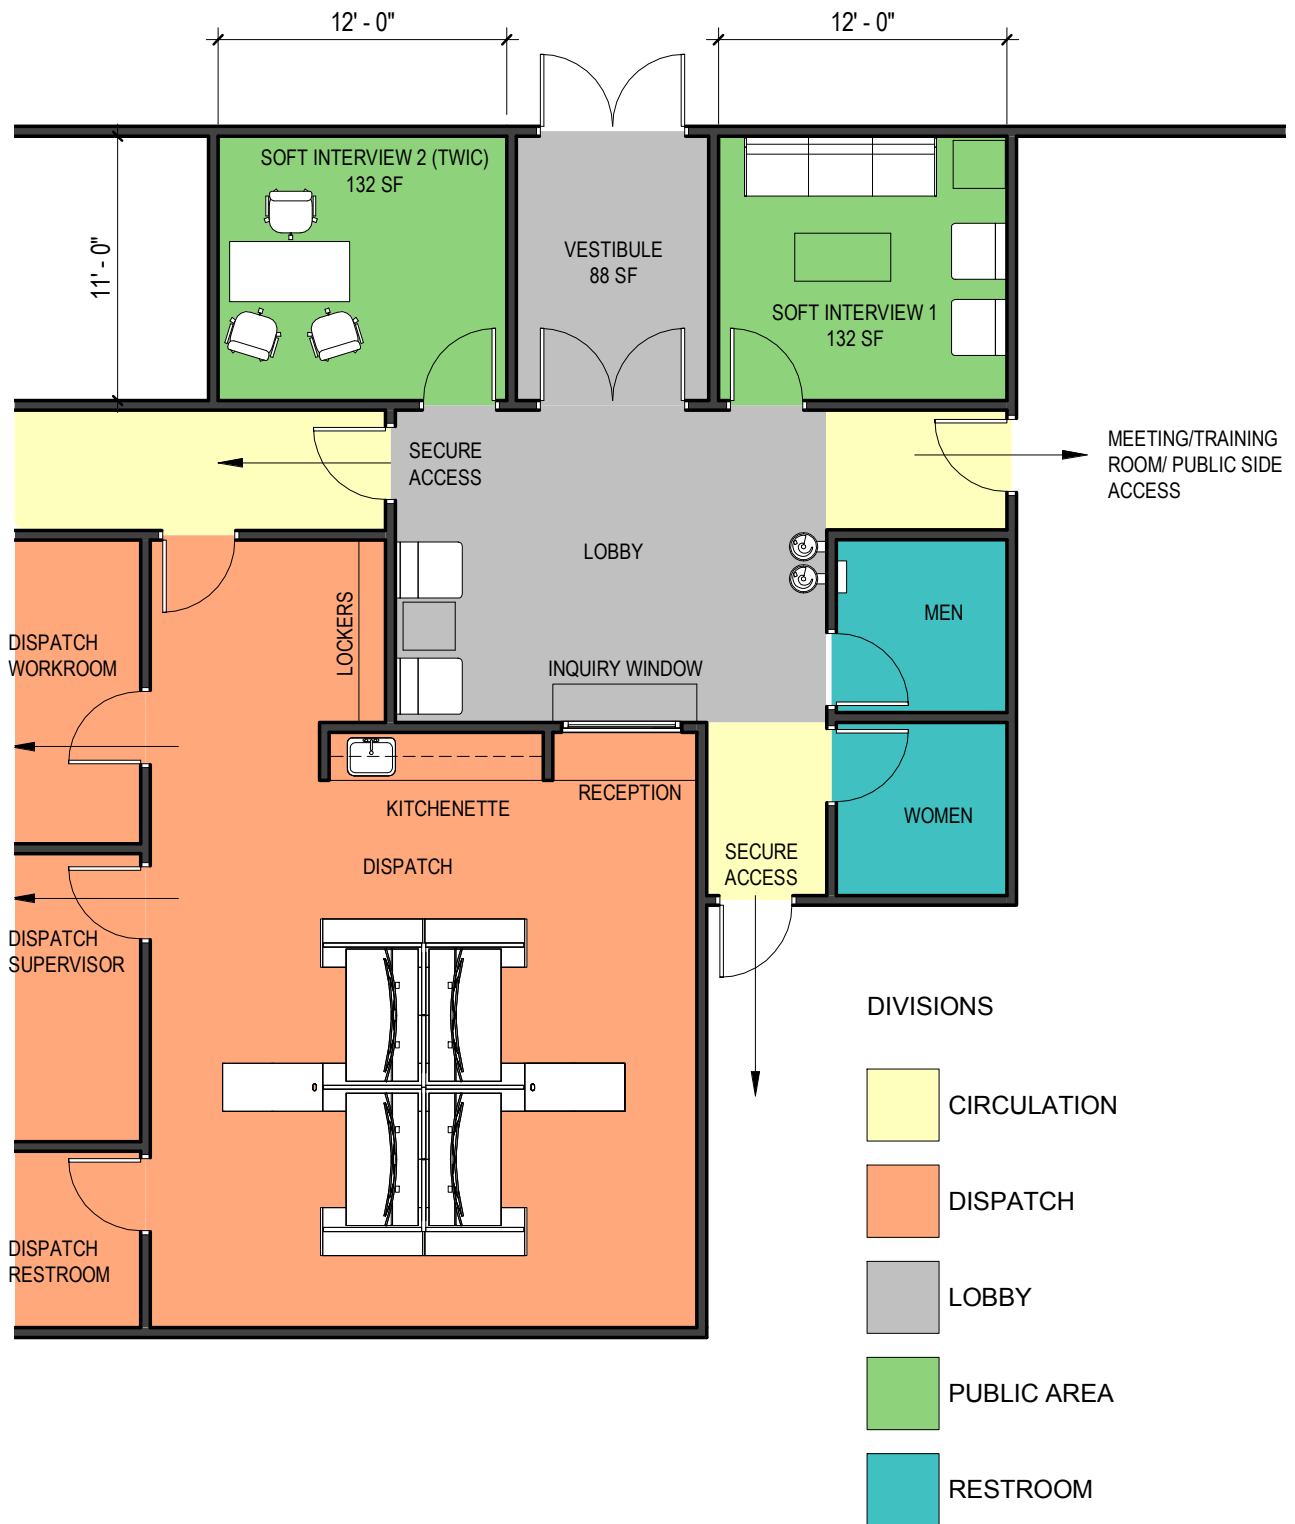 12' - 0"
12' - 0"
11' - 0"
SOFT INTERVIEW 2 (TWIC)
132 SF
VESTIBULE
88 SF
SOFT INTERVIEW 1
132 SF
SECURE
ACCESS
MEETING/TRAINING
ROOM/ PUBLIC SIDE
ACCESS
LOBBY
LOCKERS
MEN
DISPATCH
WORKROOM
INQUIRY WINDOW
KITCHENETTE
RECEPTION
WOMEN
DISPATCH
SECURE
ACCESS
DISPATCH
SUPERVISOR
DISPATCH
RESTROOM
DIVISIONS
CIRCULATION
DISPATCH
LOBBY
PUBLIC AREA
RESTROOM